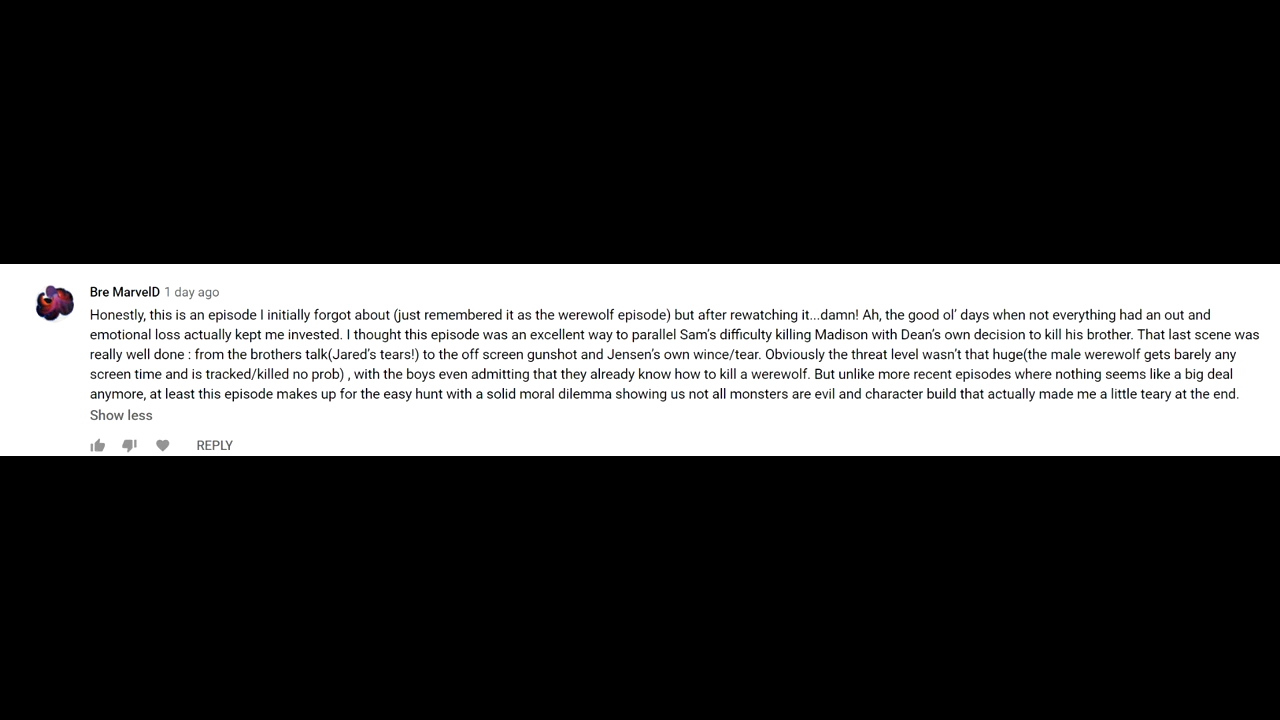 Bre MarvelD 1 day ago
Honestly, this is an episode I initially forgot about (just remembered it as the werewolf episode) but after rewatching it...damn! Ah, the good ol’ days when not everything had an out and
emotional loss actually kept me invested. I thought this episode was an excellent way to parallel Sam’s difficulty killing Madison with Dean’s own decision to kill his brother. That last scene was
really well done : from the brothers talk(Jared’s tears!) to the off screen gunshot and Jensen’s own wince/tear. Obviously the threat level wasn’t that huge(the male werewolf gets barely any
screen time and is tracked/killed no prob) , with the boys even admitting that they already know how to kill a werewolf. But unlike more recent episodes where nothing seems like a big deal
anymore, at least this episode makes up for the easy hunt with a solid moral dilemma showing us not all monsters are evil and character build that actually made me a little teary at the end.
Show less
REPLY